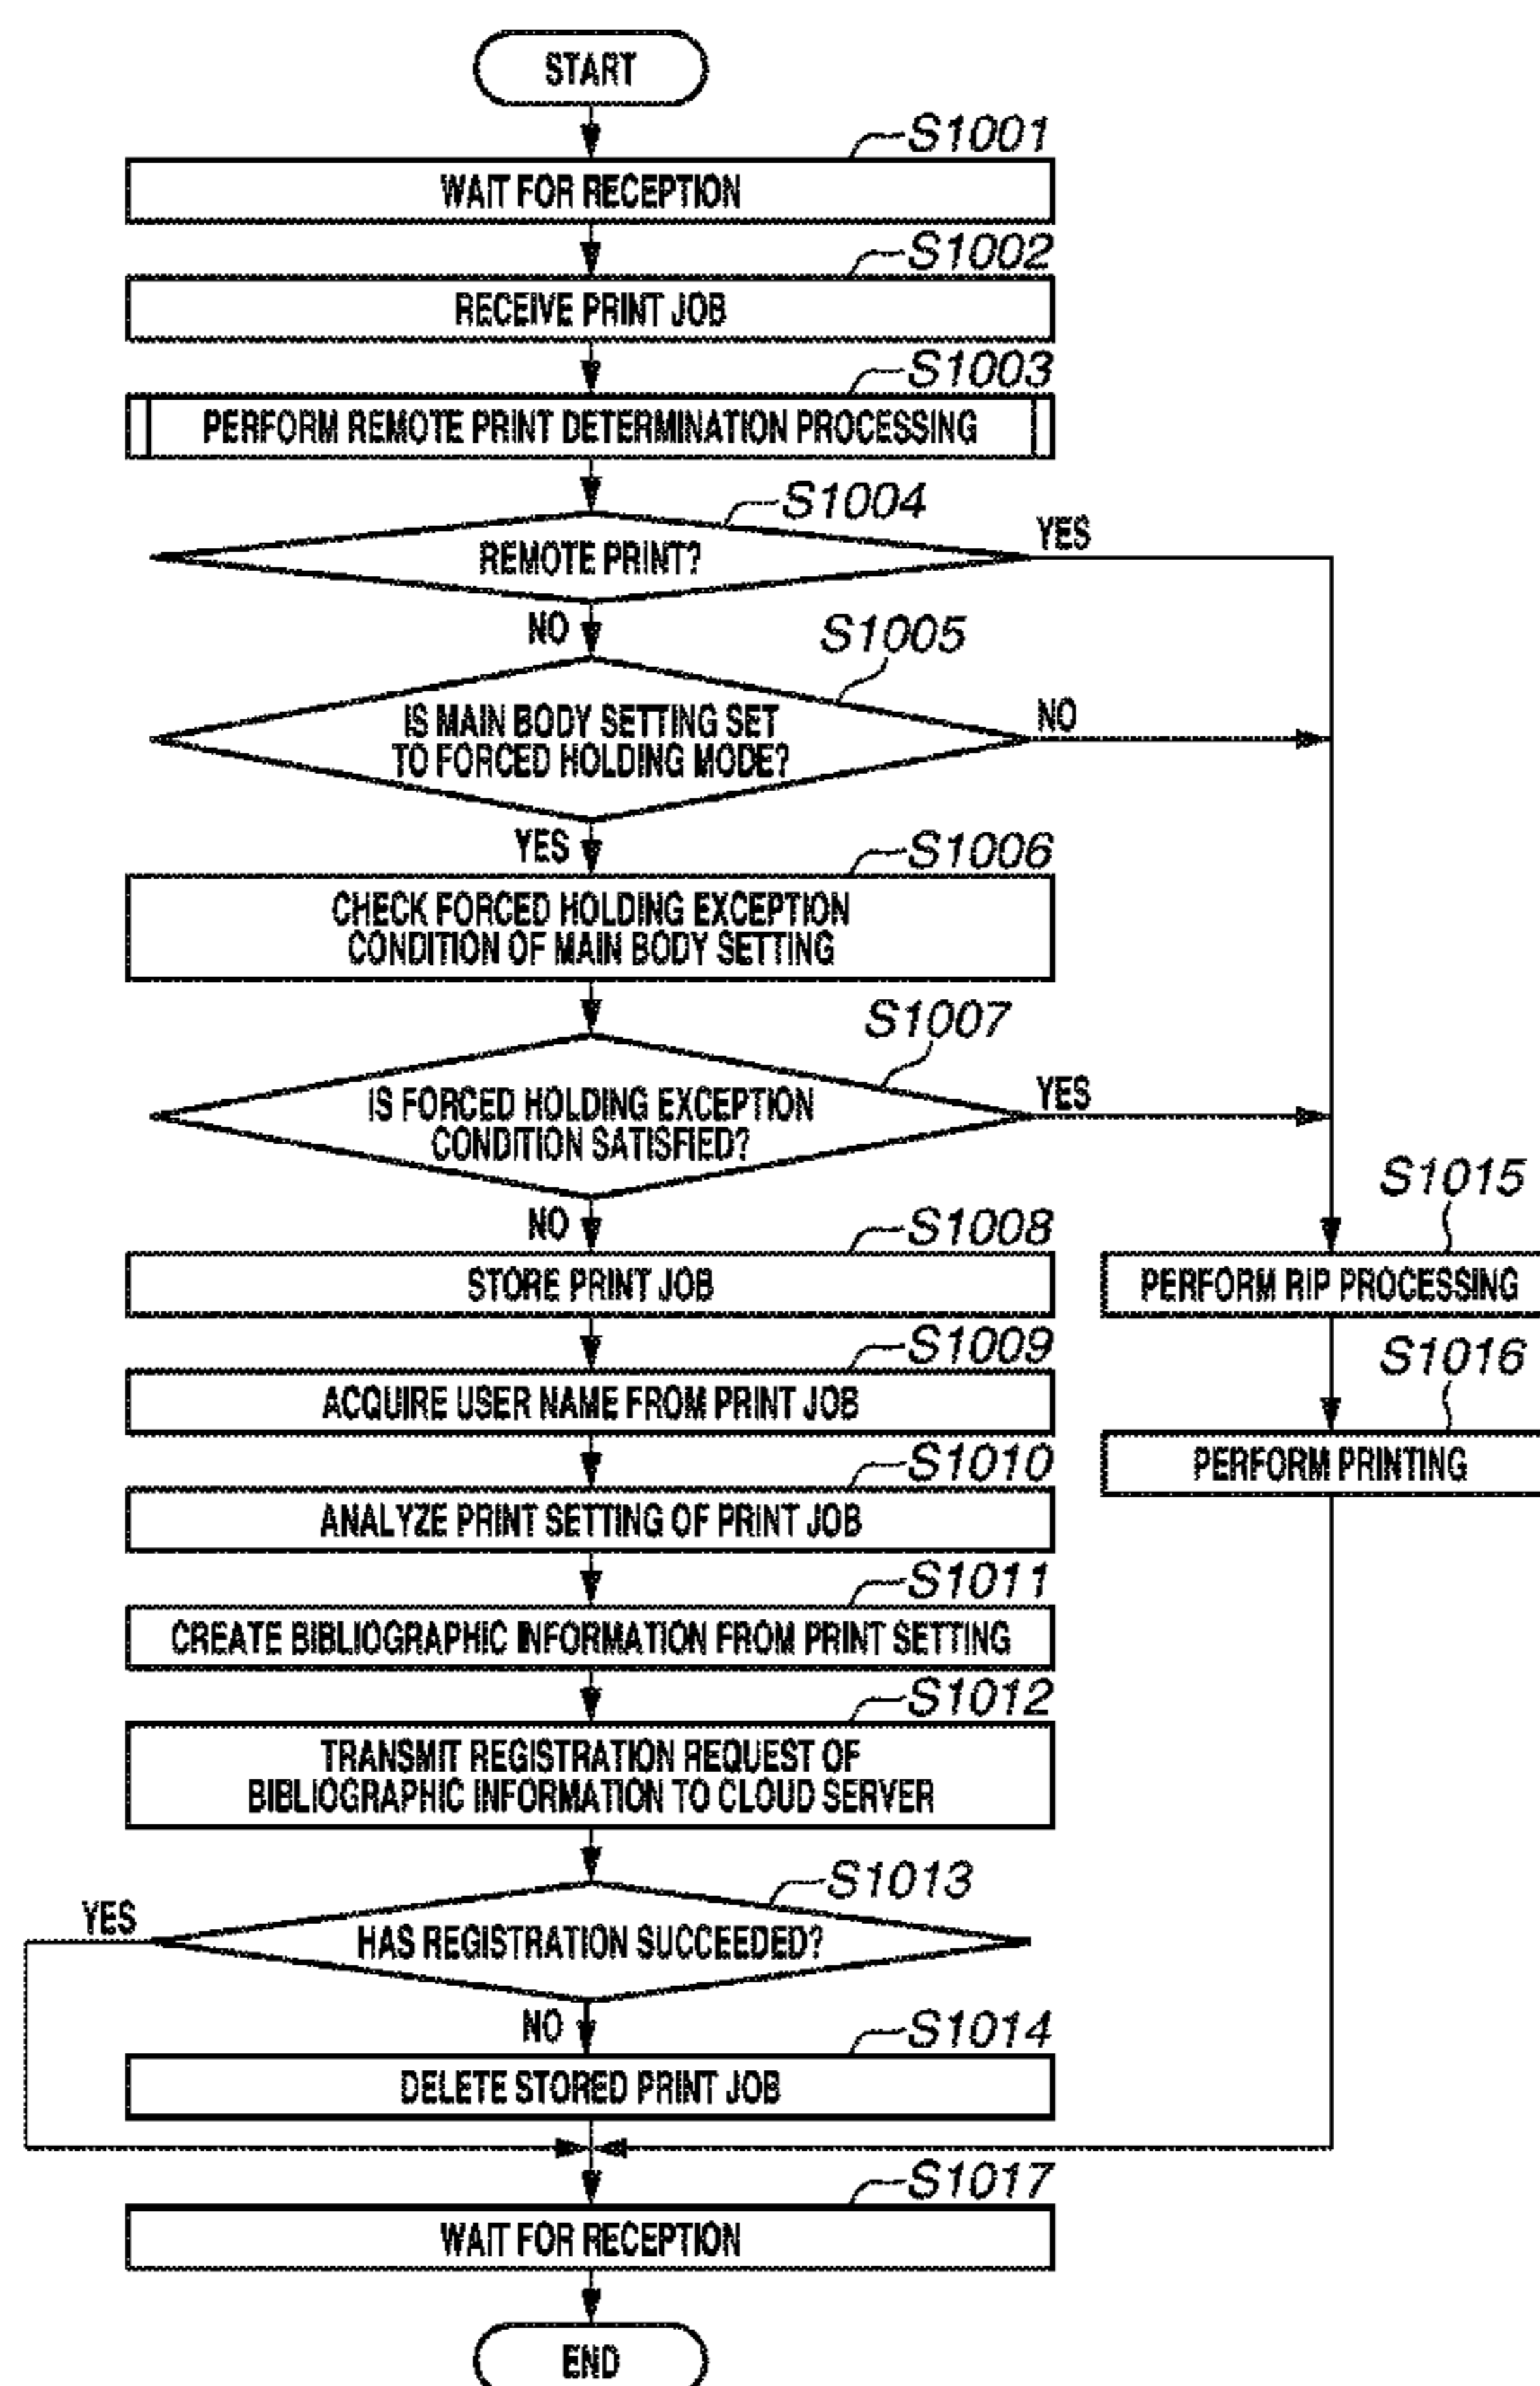 START
S1001
WAIT FOR RECEPTION
S1002
RECEIVE PRINT JOB
S1003
PERFORM REMOTE PRINT DETERMINATION PROCESSING
S1004
REMOTE PRINT?
YES
NO
S1005
IS MAIN BODY SETTING SET
TO FORCED HOLDING MODE?
NO
YES
S1006
CHECK FORCED HOLDING EXCEPTION
CONDITION OF MAIN BODY SETTING
S1007
IS FORCED HOLDING EXCEPTION
CONDITION SATISFIED?
YES
NO
S1008
STORE PRINT JOB
S1015
PERFORM RIP PROCESSING
S1009
ACQUIRE USER NAME FROM PRINT JOB
S1016
PERFORM PRINTING
S1010
ANALYZE PRINT SETTING OF PRINT JOB
S1011
CREATE BIBLIOGRAPHIC INFORMATION FROM PRINT SETTING
S1012
TRANSMIT REGISTRATION REQUEST OF
BIBLIOGRAPHIC INFORMATION TO CLOUD SERVER
S1013
HAS REGISTRATION SUCCEEDED?
YES
NO
S1014
DELETE STORED PRINT JOB
S1017
WAIT FOR RECEPTION
END